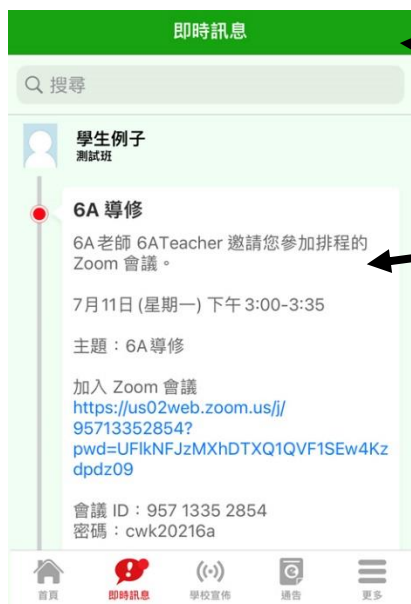 即時訊息
搜尋
學生例子
測試班
6A 導修
6A老師 6ATeacher 邀請您參加排程的
Zoom 會議。
7月11日 (星期一) 下午 3:00-3:35
主題：6A導修
加入 Zoom 會議
https://us02web.zoom.us/j/
95713352854?
pwd=UFlkNFJzMXhDTXQ1QVF1SEw4Kz
dpdz09
會議 ID：957 1335 2854
密碼：cwk20216a
首頁 即時訊息 學校宣佈 通告 更多